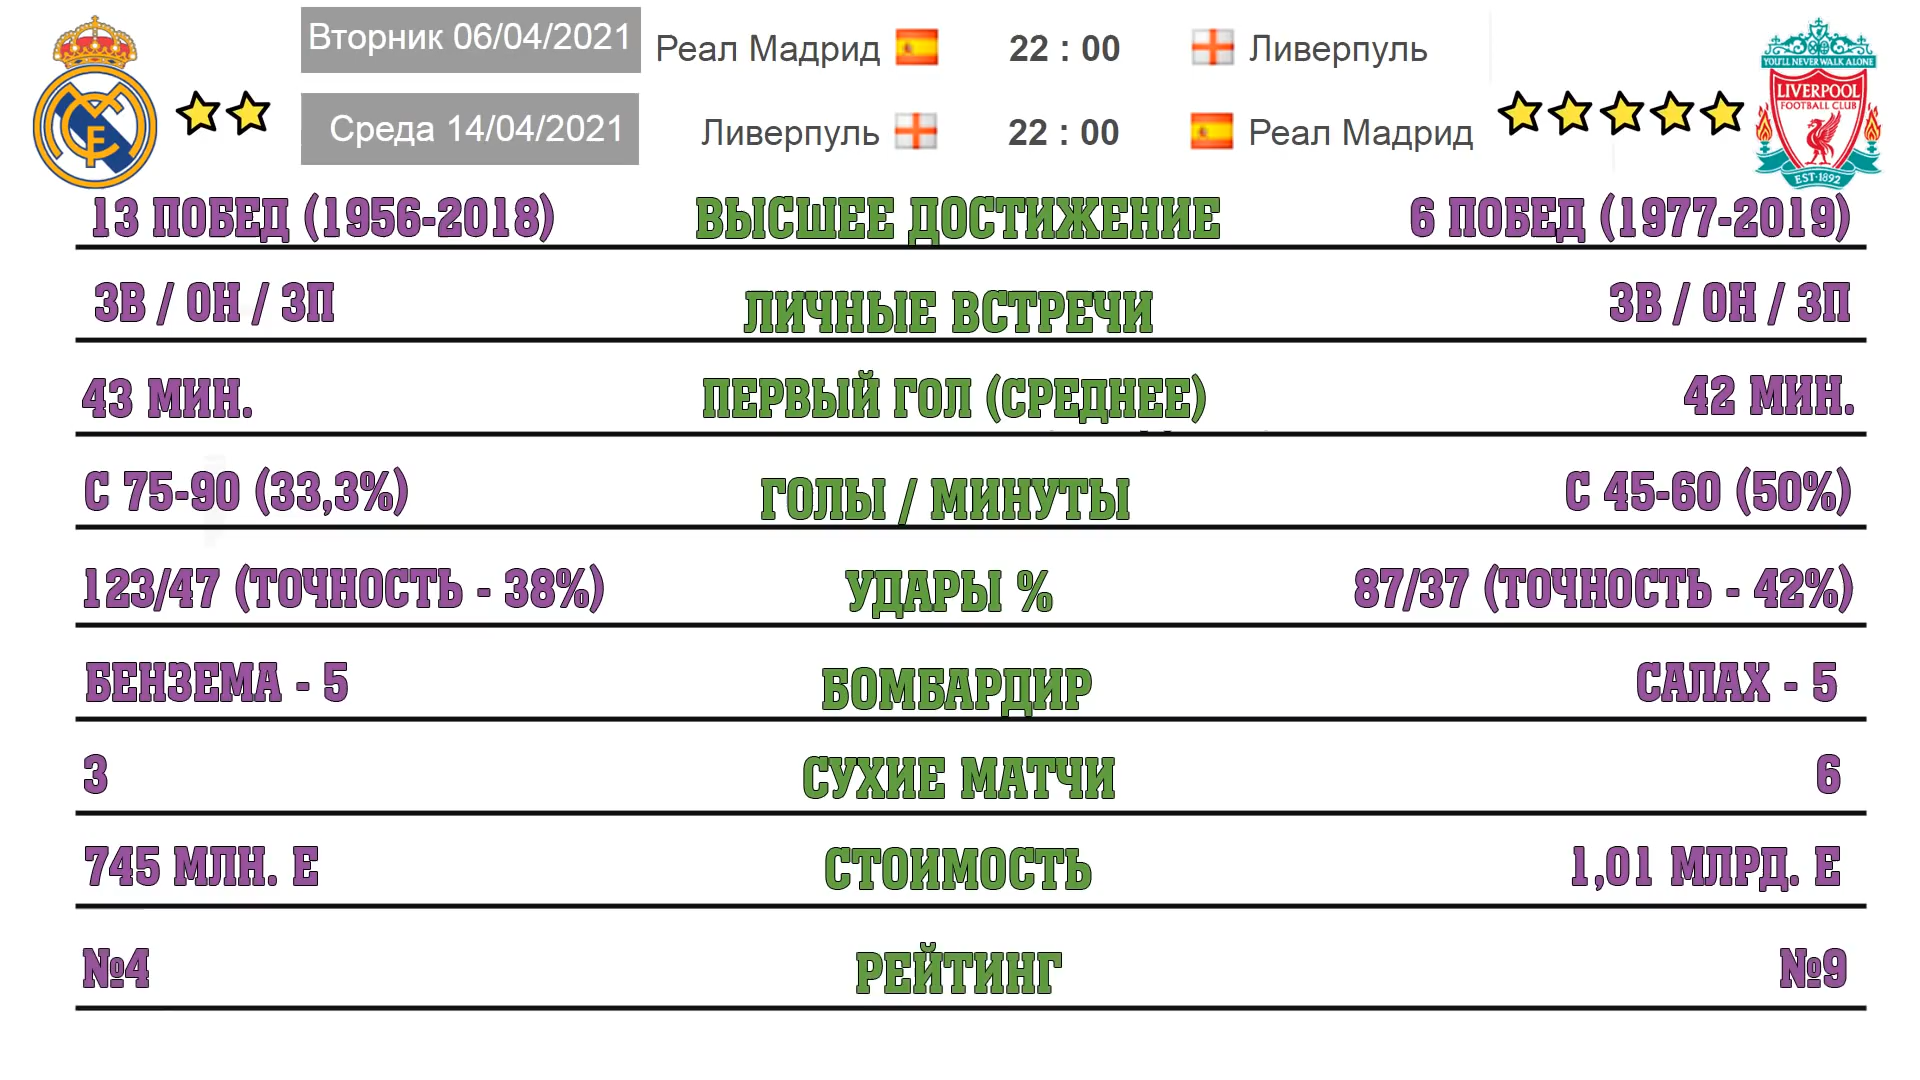 Вторник 06/04/2021 Реал Мадрид 22 : 00 Ливерпуль
Среда 14/04/2021 Ливерпуль 22 : 00 Реал Мадрид
YOU'LL NEVER WALK ALONE
LIVERPOOL
FOOTBALL CLUB
EST·1892
13 ПОБЕД (1956-2018) ВЫСШЕЕ ДОСТИЖЕНИЕ 6 ПОБЕД (1977-2019)
3В / 0Н / 3П ЛИЧНЫЕ ВСТРЕЧИ 3В / 0Н / 3П
43 МИН. ПЕРВЫЙ ГОЛ (СРЕДНЕЕ) 42 МИН.
С 75-90 (33,3%) ГОЛЫ / МИНУТЫ С 45-60 (50%)
123/47 (ТОЧНОСТЬ - 38%) УДАРЫ % 87/37 (ТОЧНОСТЬ - 42%)
БЕНЗЕМА - 5 БОМБАРДИР САЛАХ - 5
3 СУХИЕ МАТЧИ 6
745 МЛН. Е СТОИМОСТЬ 1,01 МЛРД. Е
№4 РЕЙТИНГ №9